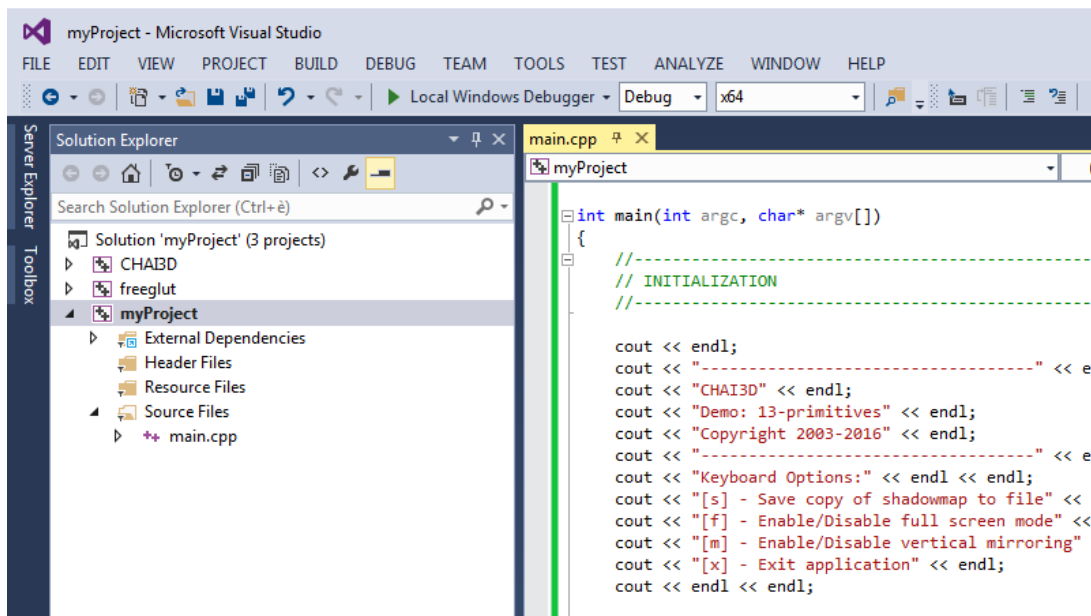 myProject - Microsoft Visual Studio
FILE EDIT VIEW PROJECT BUILD DEBUG TEAM TOOLS TEST ANALYZE WINDOW HELP
Local Windows Debugger Debug x64
Server Explorer
Toolbox
Solution Explorer
Search Solution Explorer (Ctrl+è)
Solution 'myProject' (3 projects)
CHAI3D
freeglut
myProject
External Dependencies
Header Files
Resource Files
Source Files
main.cpp
main.cpp
myProject
int main(int argc, char* argv[])
{
//--------------------------------------------------
// INITIALIZATION
//--------------------------------------------------
cout << endl;
cout << "-----------------------------------" << e
cout << "CHAI3D" << endl;
cout << "Demo: 13-primitives" << endl;
cout << "Copyright 2003-2016" << endl;
cout << "-----------------------------------" << e
cout << "Keyboard Options:" << endl << endl;
cout << "[s] - Save copy of shadowmap to file" <<
cout << "[f] - Enable/Disable full screen mode" <<
cout << "[m] - Enable/Disable vertical mirroring"
cout << "[x] - Exit application" << endl;
cout << endl << endl;